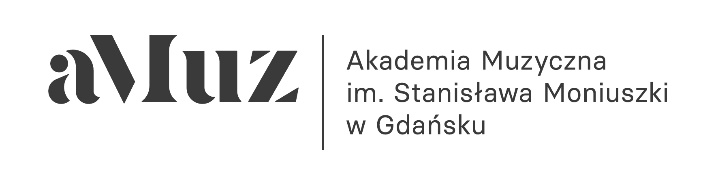 aMuz
Akademia Muzyczna
im. Stanisława Moniuszki
w Gdańsku